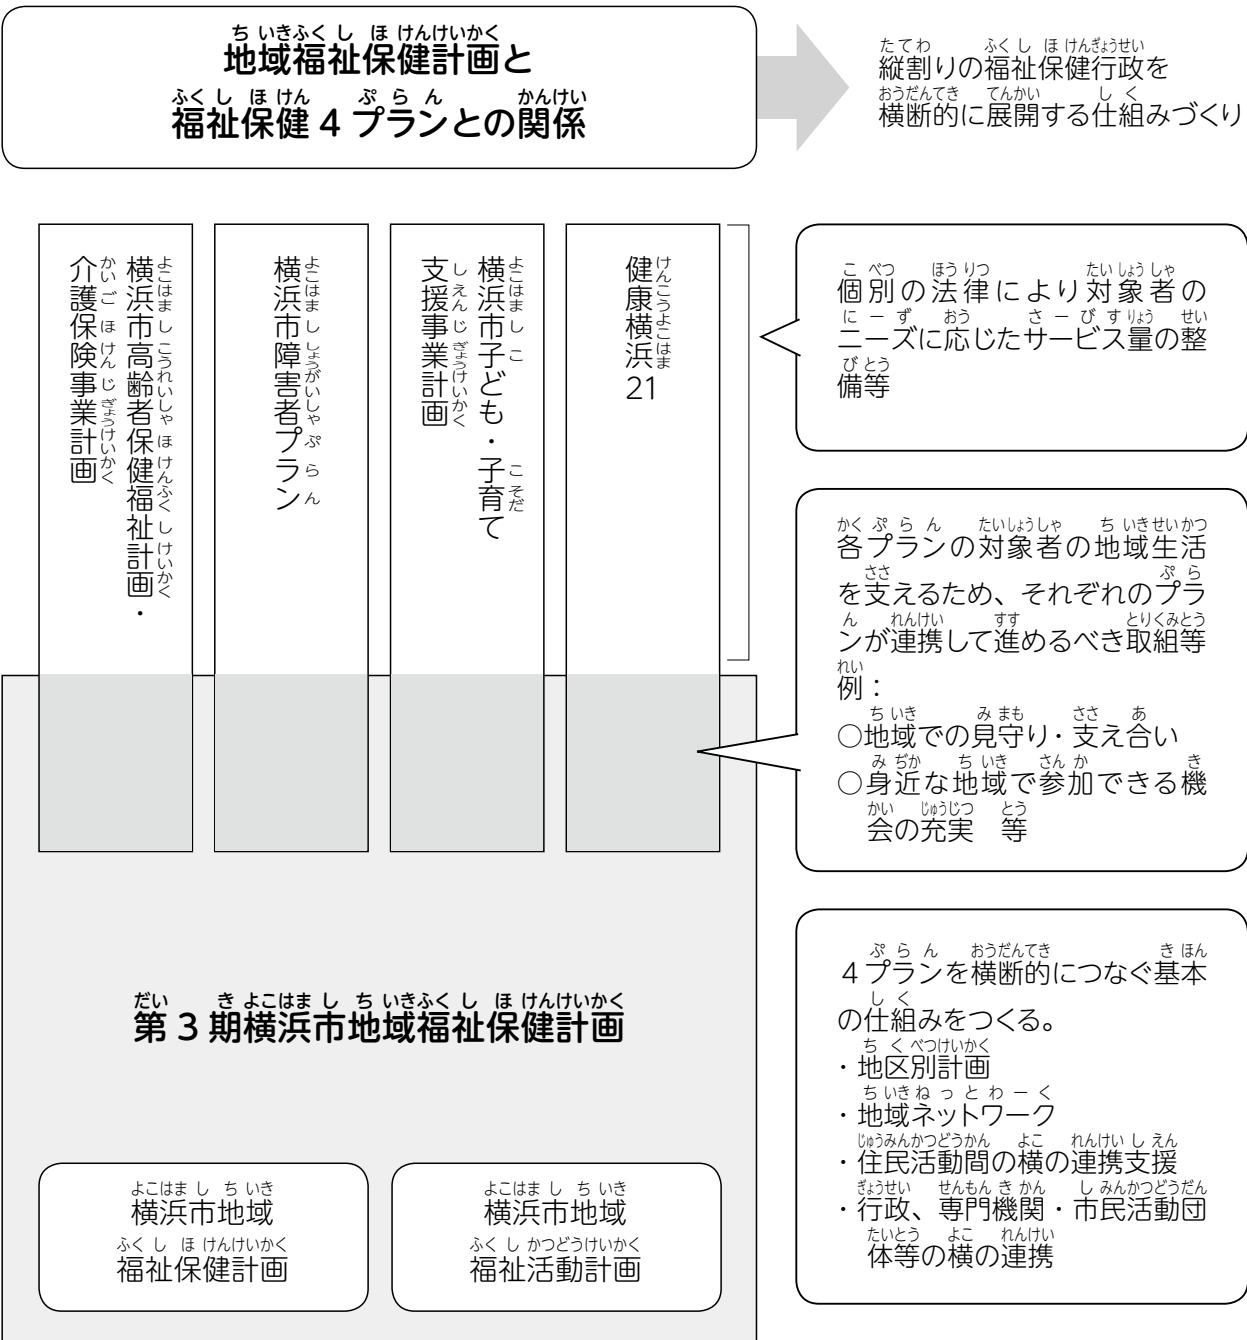 地域福祉保健計画と
福祉保健 4 プランとの関係
縦割りの福祉保健行政を
横断的に展開する仕組みづくり
横浜市高齢者保健福祉計画・
介護保険事業計画
横浜市障害者プラン
横浜市子ども・子育て
支援事業計画
健康横浜21
個別の法律により対象者の
ニーズに応じたサービス量の整
備等
各プランの対象者の地域生活
を支えるため、それぞれのプラ
ンが連携して進めるべき取組等
例：
○地域での見守り・支え合い
○身近な地域で参加できる機
会の充実　等
第 3 期横浜市地域福祉保健計画
4プランを横断的につなぐ基本
の仕組みをつくる。
・地区別計画
・地域ネットワーク
・住民活動間の横の連携支援
・行政、専門機関・市民活動団
体等の横の連携
横浜市地域
福祉保健計画
横浜市地域
福祉活動計画